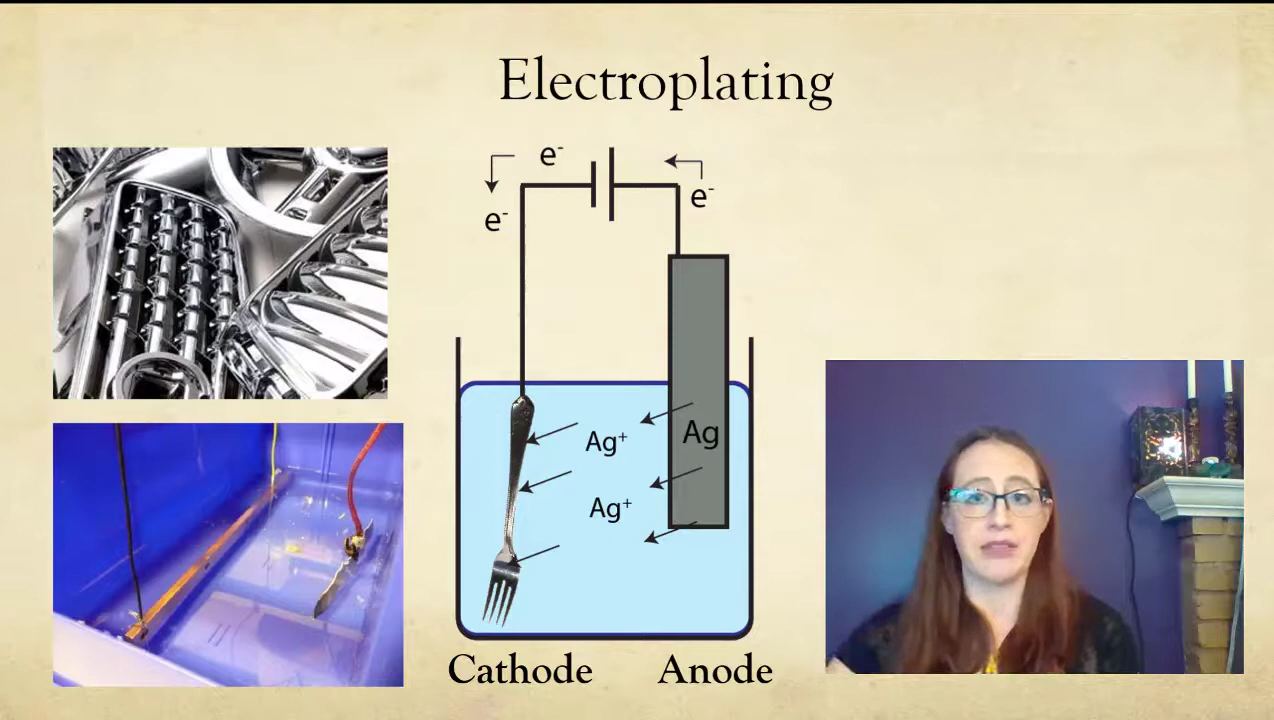 Electroplating
e⁻
e⁻
e⁻
Ag⁺
Ag
Ag⁺
Cathode
Anode